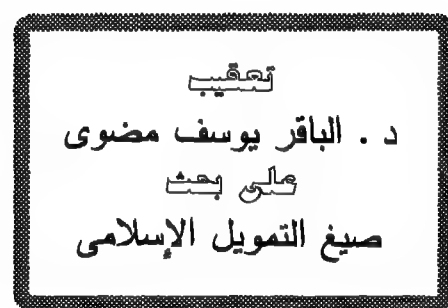 تعقيب
د . الباقر يوسف مضوى
على بحث
صيغ التمويل الإسلامى